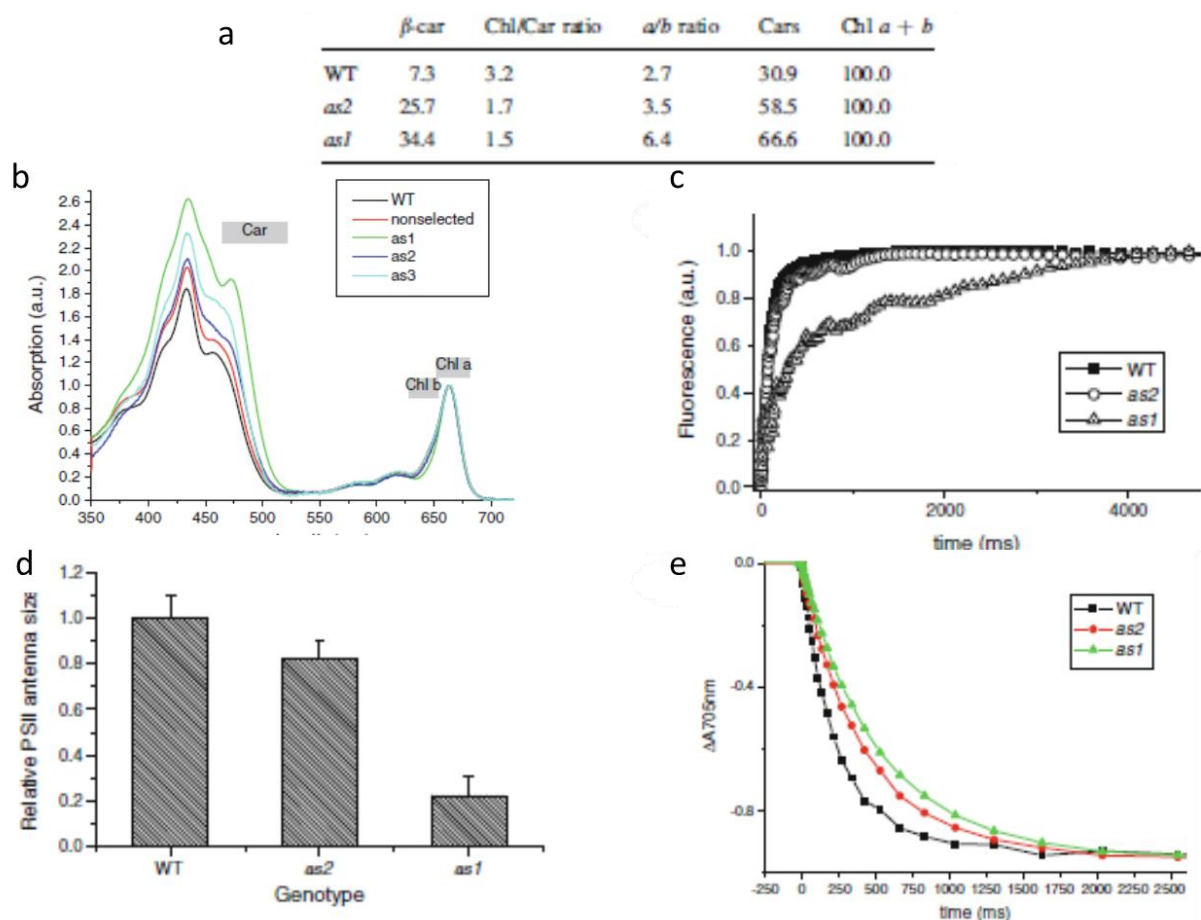 a
β-car Chl/Car ratio a/b ratio Cars Chl a + b
WT 7.3 3.2 2.7 30.9 100.0
as2 25.7 1.7 3.5 58.5 100.0
as1 34.4 1.5 6.4 66.6 100.0
b
2.6
2.4
2.2
2.0
1.8
1.6
1.4
1.2
1.0
0.8
0.6
0.4
0.2
0.0
Absorption (a.u.)
Car
WT
nonselected
as1
as2
as3
Chl b
Chl a
350 400 450 500 550 600 650 700
c
1.0
0.8
0.6
0.4
0.2
0.0
Fluorescence (a.u.)
WT
as2
as1
0 2000 4000
time (ms)
d
1.2
1.0
0.8
0.6
0.4
0.2
0.0
Relative PSII antenna size
WT as2 as1
Genotype
e
0.0
-0.4
-0.8
ΔA705nm
WT
as2
as1
-250 0 250 500 750 1000 1250 1500 1750 2000 2250 2500
time (ms)